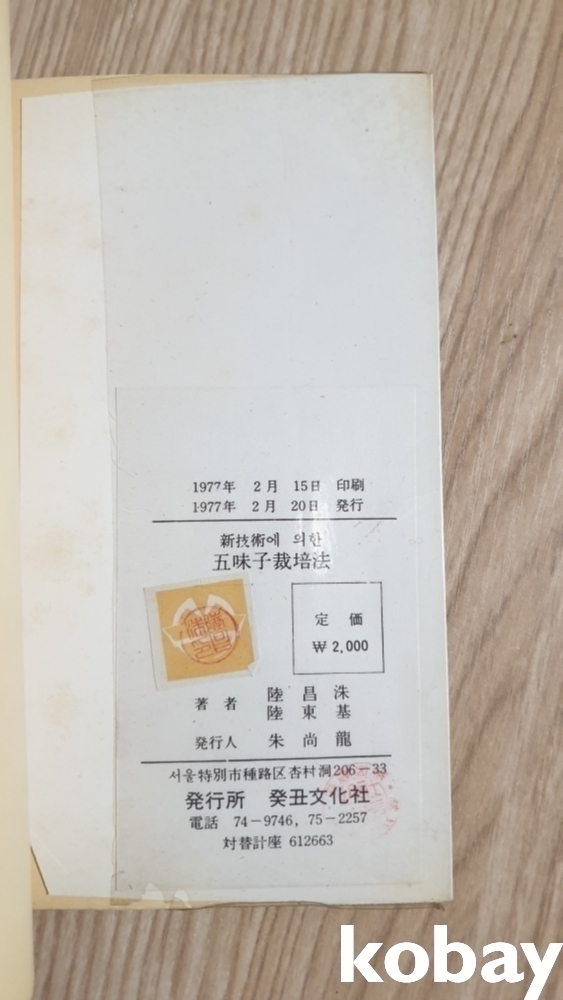 1977年 2月 15日 印刷
1977年 2月 20日 発行
新技術에 의한
五味子裁培法
定 価
₩ 2,000
著 者 陸 昌 洙
陸 東 基
発行人 朱 尚 龍
서울特別市種路区杏村洞206-33
発行所 癸丑文化社
電話 74-9746, 75-2257
対替計座 612663
kobay